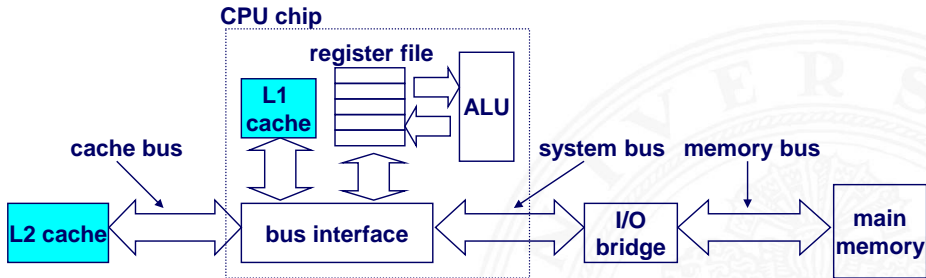 CPU chip
register file
L1
cache
ALU
cache bus
system bus
memory bus
L2 cache
bus interface
I/O
bridge
main
memory
I V E R S